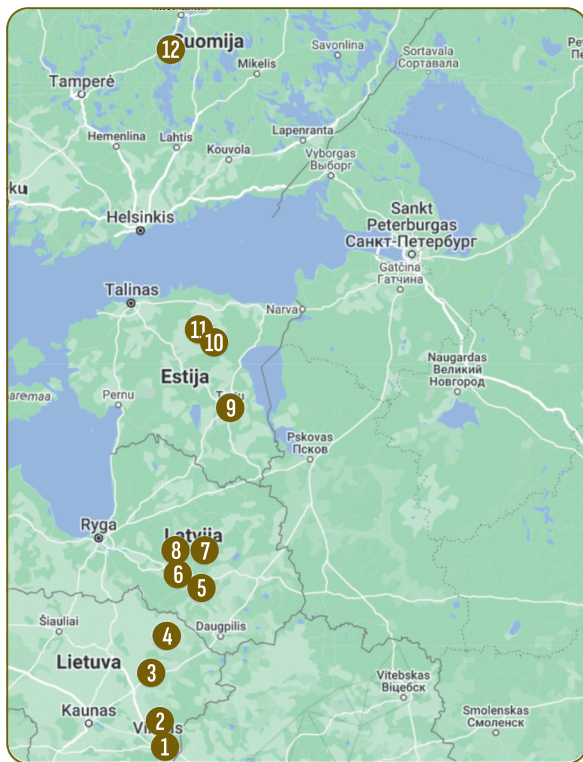 12
Suomija
Savonlina
Sortavala
Сортавала
Mikelis
Tamperė
Hemenlina
Lahtis
Kouvola
Lapenranta
Vyborgas
Выборг
ku
Helsinkis
Sankt
Peterburgas
Санкт-Петербург
Gatčina
Гатчина
Talinas
Narva
11
10
Estija
Naugardas
Великий
Новгород
aremaa
Pernu
9
Pskovas
Псков
Ryga
Latvija
8
7
6
5
Šiauliai
Daugpilis
4
Lietuva
3
Vitebskas
Віцебск
Kaunas
2
Smolenskas
Смоленск
1